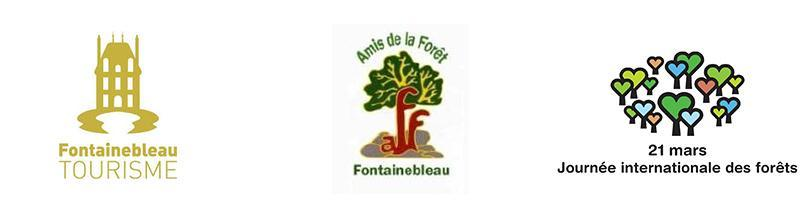 Fontainebleau
TOURISME
Amis de la Forêt
aff
Fontainebleau
21 mars
Journée internationale des forêts